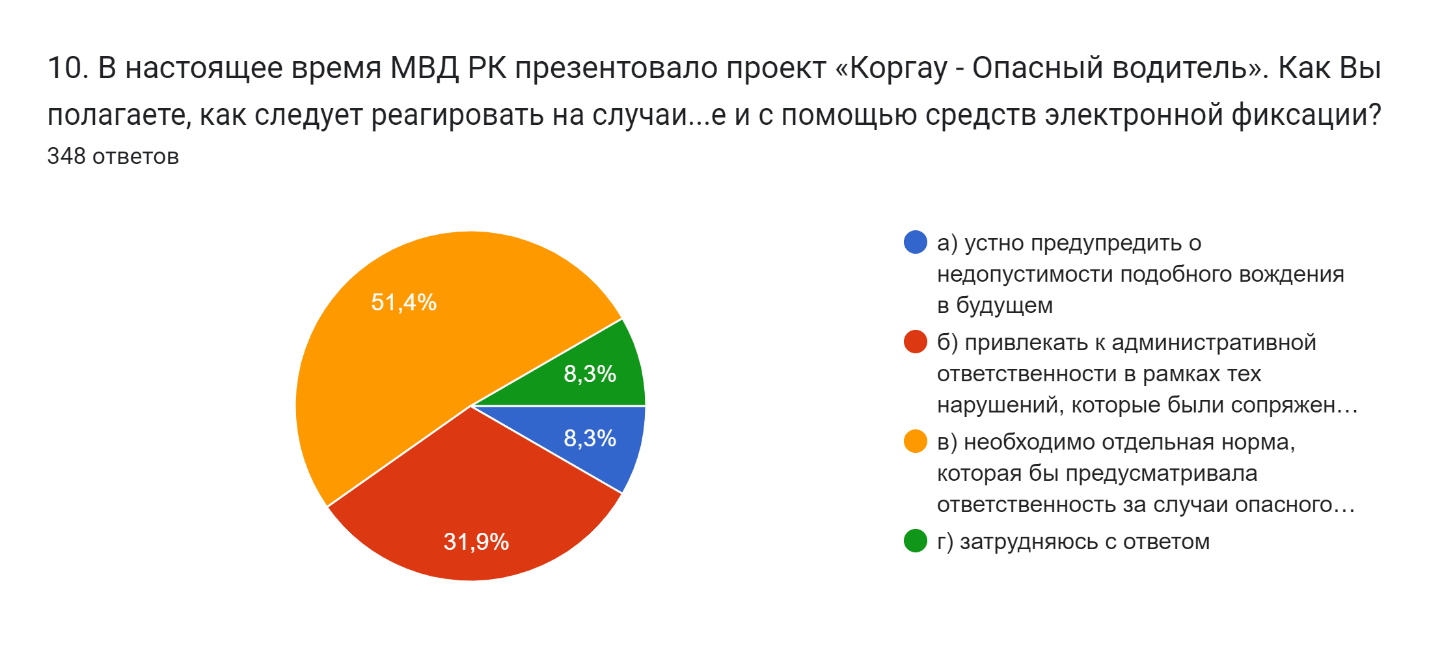 10. В настоящее время МВД РК презентовало проект «Коргау - Опасный водитель». Как Вы
полагаете, как следует реагировать на случаи...е и с помощью средств электронной фиксации?
348 ответов
51,4%
8,3%
8,3%
31,9%
а) устно предупредить о
недопустимости подобного вождения
в будущем
б) привлекать к административной
ответственности в рамках тех
нарушений, которые были сопряжен…
в) необходимо отдельная норма,
которая бы предусматривала
ответственность за случаи опасного…
г) затрудняюсь с ответом